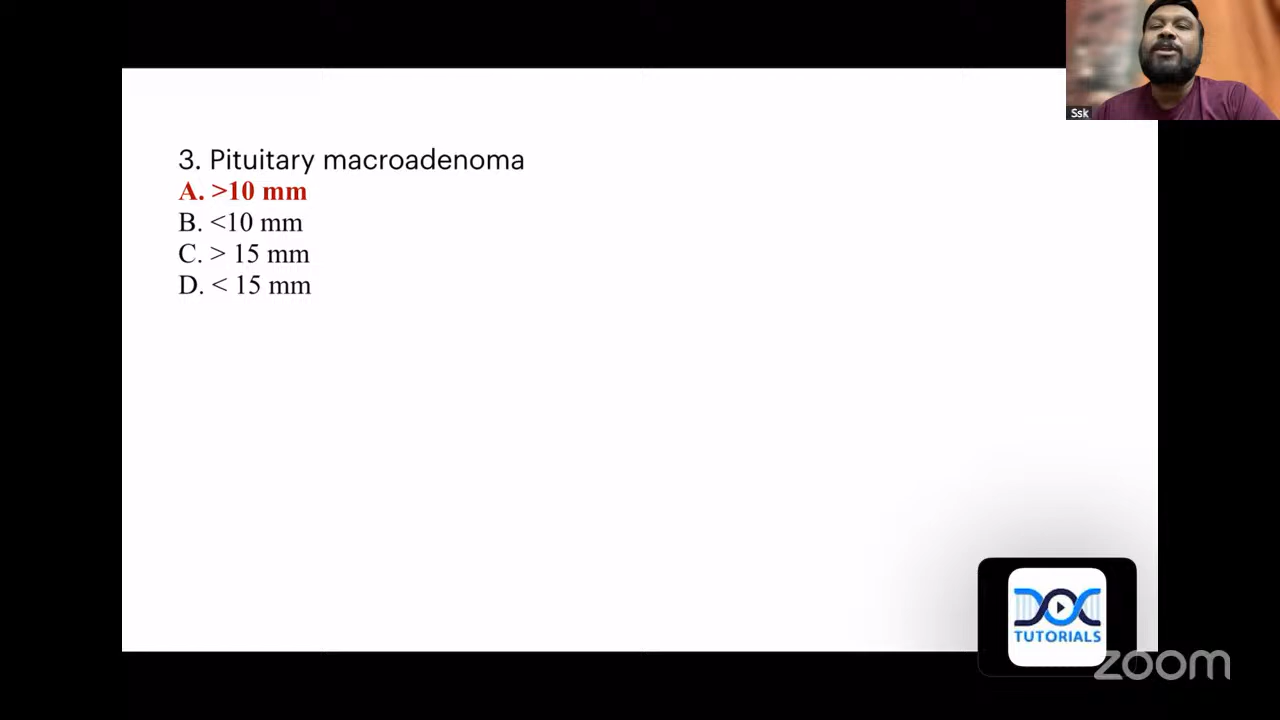 Ssk
3. Pituitary macroadenoma
A. >10 mm
B. <10 mm
C. > 15 mm
D. < 15 mm
TUTORIALS
zoom